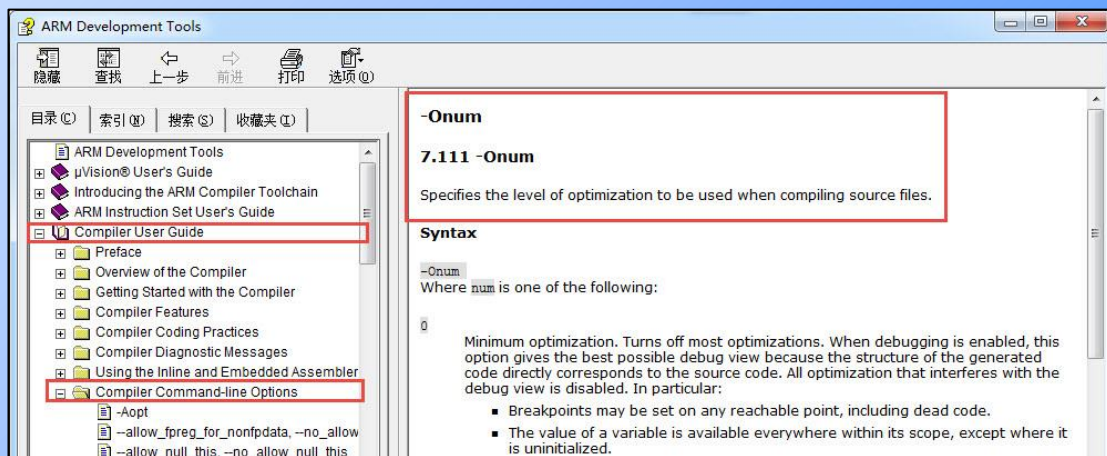 ARM Development Tools
隐藏 查找 上一步 前进 打印 选项(O)
目录(C) 索引(N) 搜索(S) 收藏夹(I)
ARM Development Tools
µVision® User's Guide
Introducing the ARM Compiler Toolchain
ARM Instruction Set User's Guide
Compiler User Guide
Preface
Overview of the Compiler
Getting Started with the Compiler
Compiler Features
Compiler Coding Practices
Compiler Diagnostic Messages
Using the Inline and Embedded Assembler
Compiler Command-line Options
-Aopt
--allow_fpreg_for_nonfpdata, --no_allow
--allow_null_this, --no_allow_null_this
-Onum
7.111 -Onum
Specifies the level of optimization to be used when compiling source files.
Syntax
-Onum
Where num is one of the following:
0
Minimum optimization. Turns off most optimizations. When debugging is enabled, this
option gives the best possible debug view because the structure of the generated
code directly corresponds to the source code. All optimization that interferes with the
debug view is disabled. In particular:
▪ Breakpoints may be set on any reachable point, including dead code.
▪ The value of a variable is available everywhere within its scope, except where it
is uninitialized.